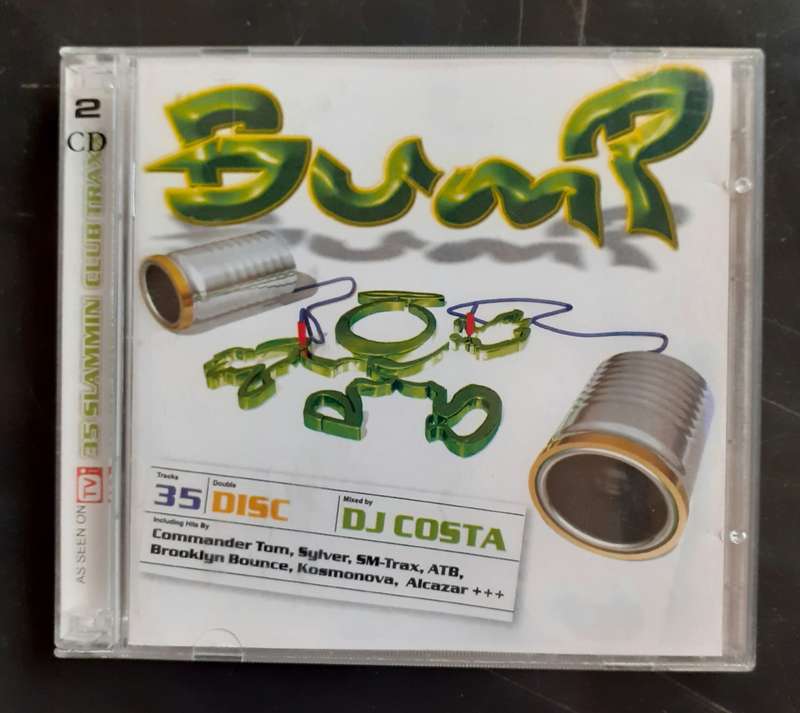 Bump
2
CD
35 SLAMMIN CLUB TRAX
AS SEEN ON TV!
Tracks
35
Double
DISC
Mixed by
DJ COSTA
Including Hits By
Commander Tom, Sylver, SM-Trax, ATB,
Brooklyn Bounce, Kosmonova, Alcazar +++